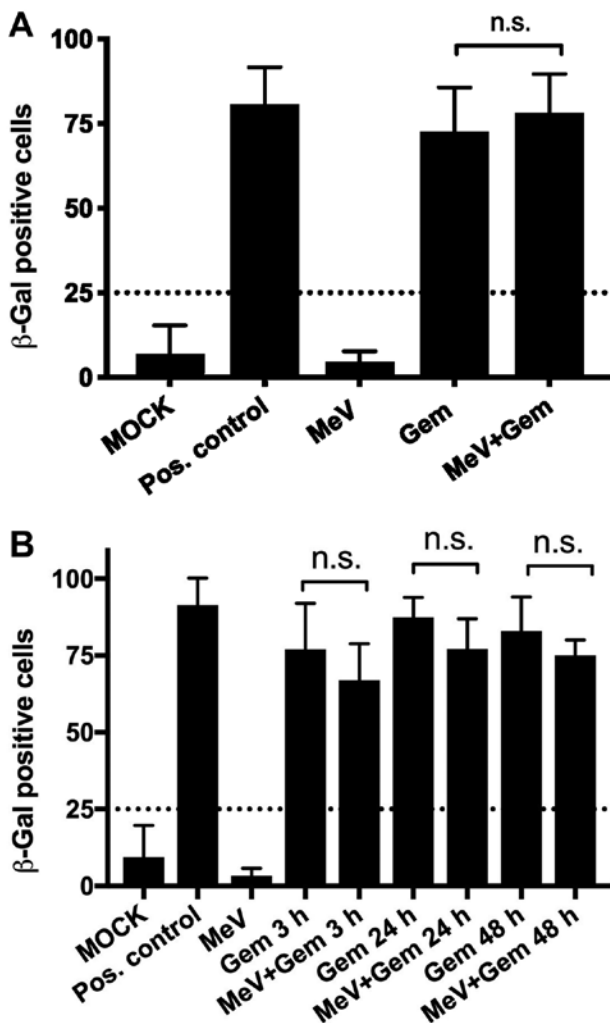 A
n.s.
100
75
50
25
0
β-Gal positive cells
MOCK
Pos. control
MeV
Gem
MeV+Gem
B
n.s.
n.s.
n.s.
100
75
50
25
0
β-Gal positive cells
MOCK
Pos. control
MeV
Gem 3 h
MeV+Gem 3 h
Gem 24 h
MeV+Gem 24 h
Gem 48 h
MeV+Gem 48 h